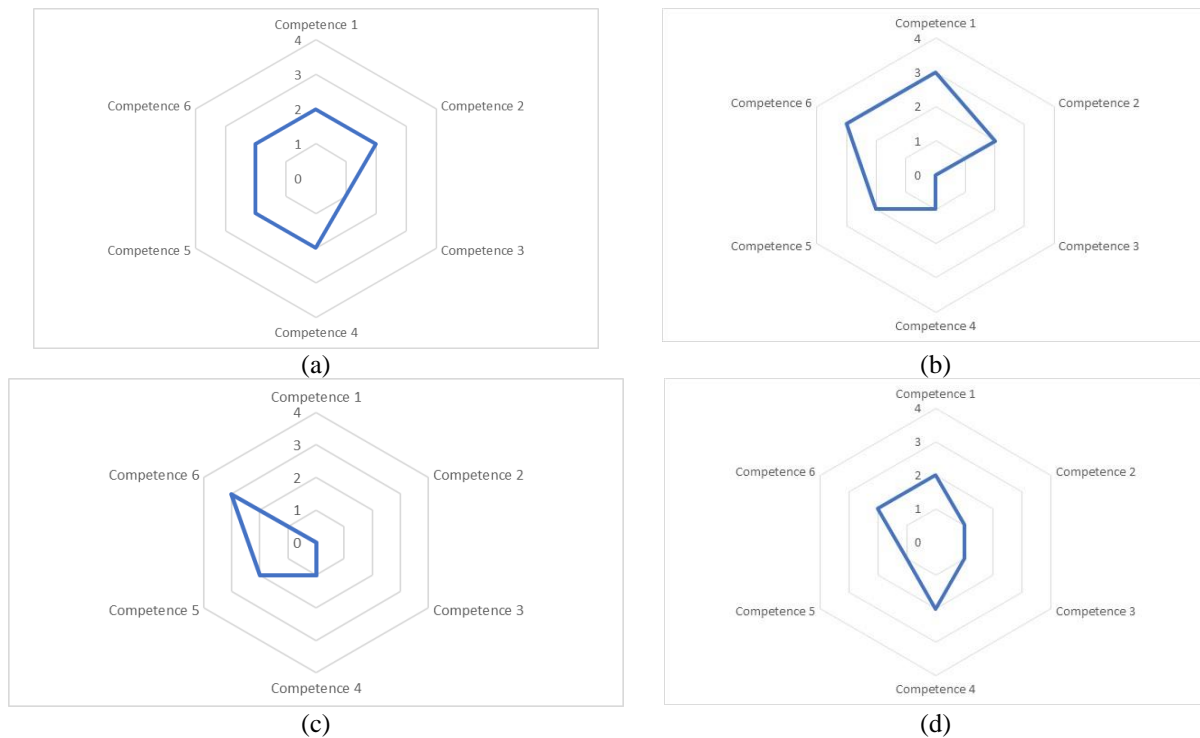 Competence 1
4
3
2
1
0
Competence 6
Competence 2
Competence 5
Competence 3
Competence 4
(a)
Competence 1
4
3
2
1
0
Competence 6
Competence 2
Competence 5
Competence 3
Competence 4
(b)
Competence 1
4
3
2
1
0
Competence 6
Competence 2
Competence 5
Competence 3
Competence 4
(c)
Competence 1
4
3
2
1
0
Competence 6
Competence 2
Competence 5
Competence 3
Competence 4
(d)